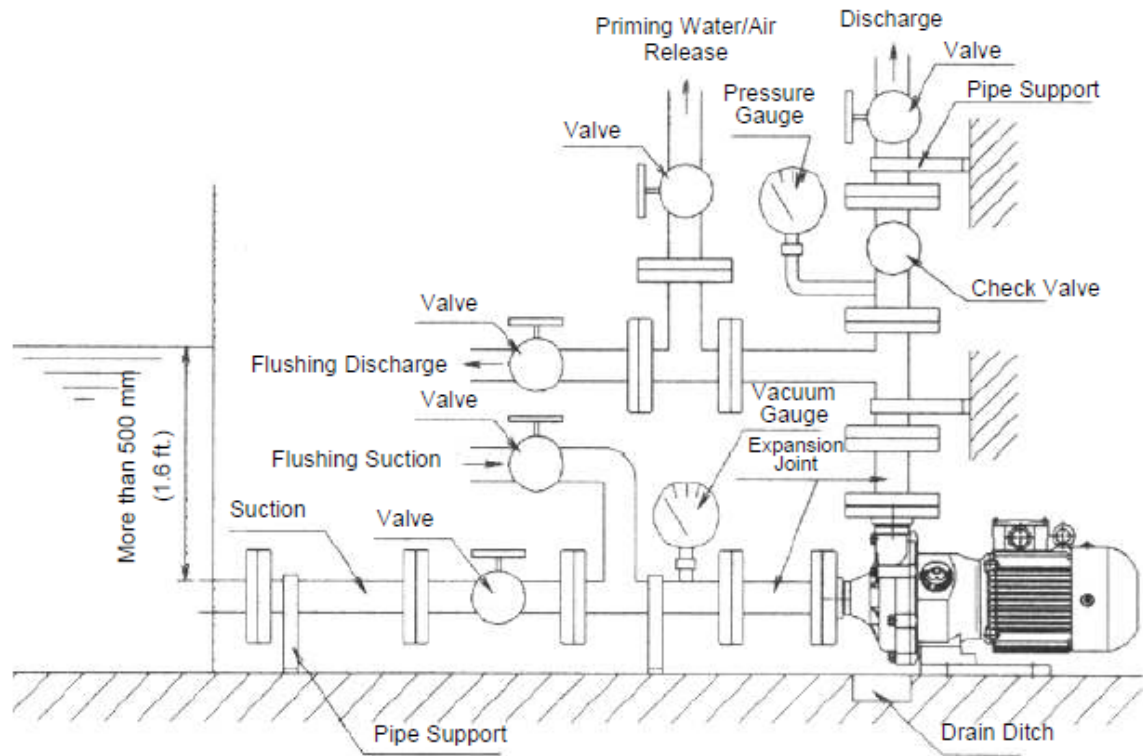 Priming Water/Air
Release
Discharge
Valve
Pipe Support
Pressure
Gauge
Valve
Check Valve
Valve
Flushing Discharge
Valve
Vacuum
Gauge
Expansion
Joint
Flushing Suction
More than 500 mm
(1.6 ft.)
Suction
Valve
Pipe Support
Drain Ditch